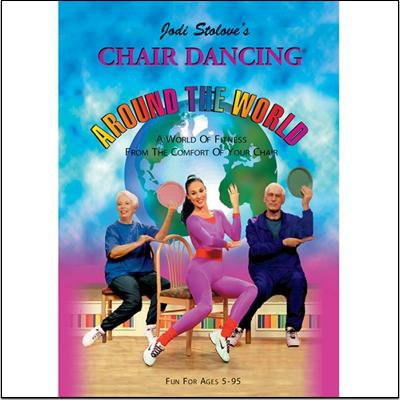 Jodi Stolove's
CHAIR DANCING®
AROUND THE WORLD
A World Of Fitness
From The Comfort Of Your Chair
Fun For Ages 5-95